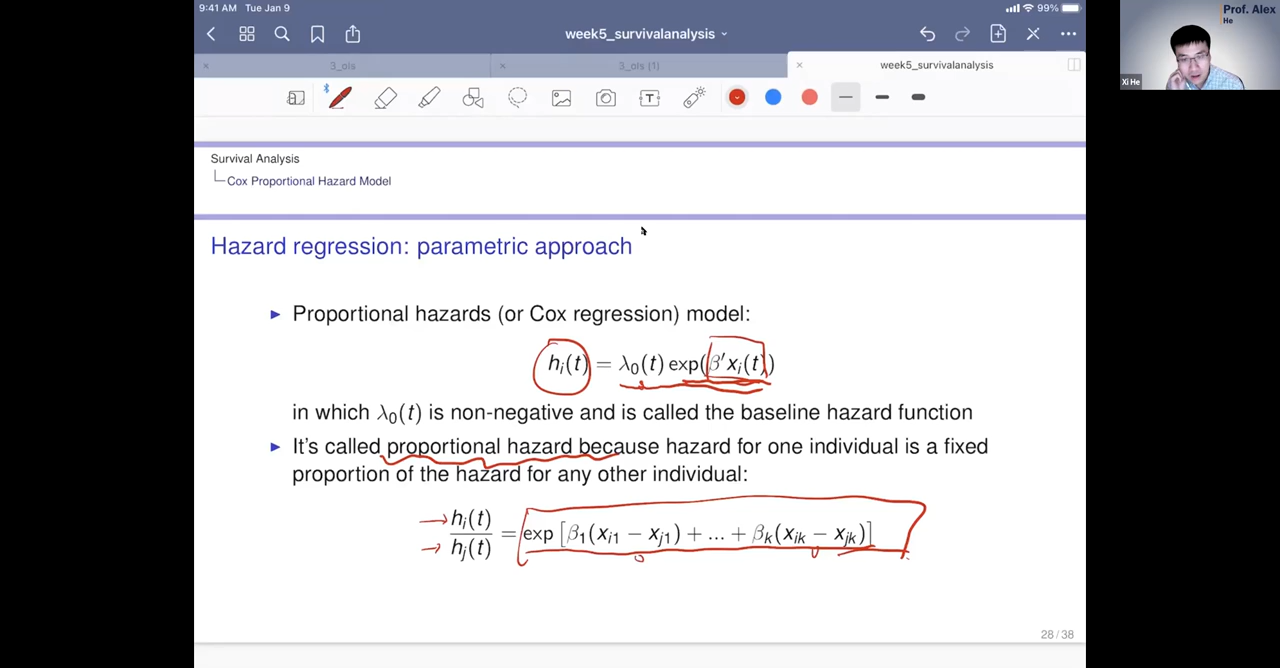 9:41 AM Tue Jan 9
99%
week5_survivalanalysis
3_ols
3_ols (1)
week5_survivalanalysis
T
Prof. Alex
He
Xi He
Survival Analysis
Cox Proportional Hazard Model
Hazard regression: parametric approach
► Proportional hazards (or Cox regression) model:
hᵢ(t) = λ₀(t) exp(β′xᵢ(t))
in which λ₀(t) is non-negative and is called the baseline hazard function
► It's called proportional hazard because hazard for one individual is a fixed
proportion of the hazard for any other individual:
hᵢ(t)/hⱼ(t) = exp [β₁(xᵢ₁ − xⱼ₁) + ... + βₖ(xᵢₖ − xⱼₖ)]
28 / 38